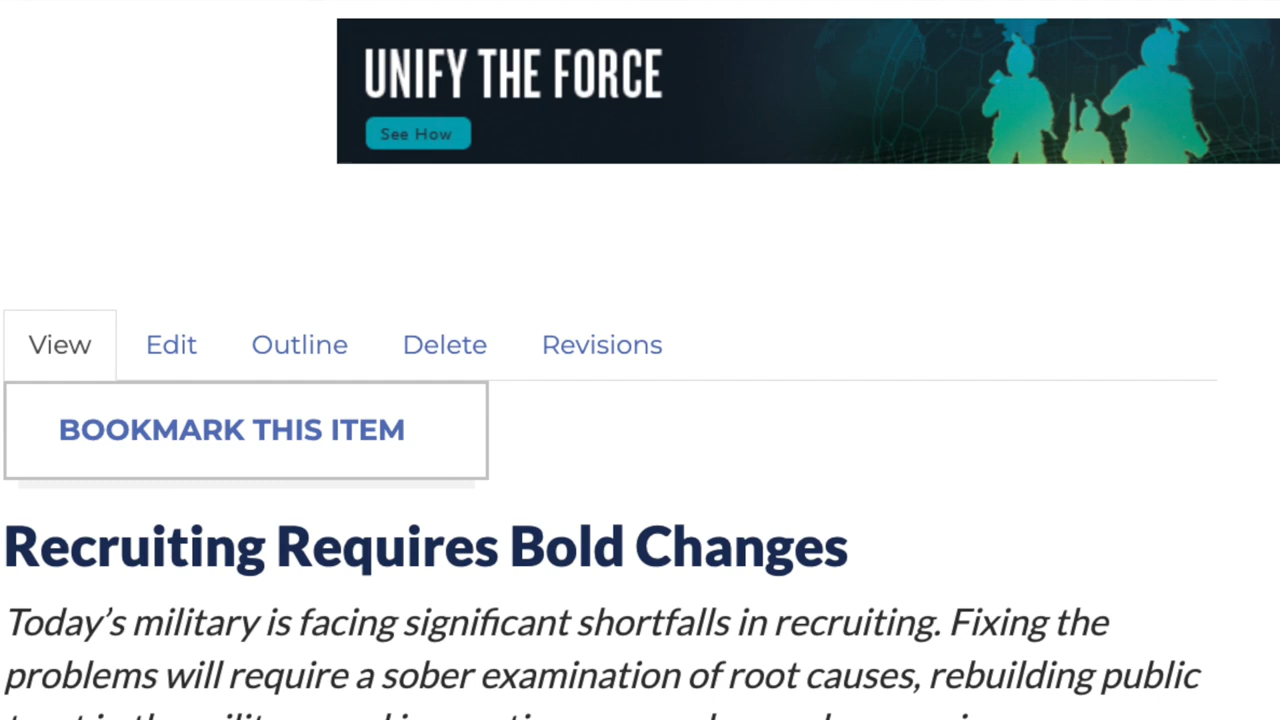 UNIFY THE FORCE
See How
View Edit Outline Delete Revisions
BOOKMARK THIS ITEM
Recruiting Requires Bold Changes
Today’s military is facing significant shortfalls in recruiting. Fixing the
problems will require a sober examination of root causes, rebuilding public